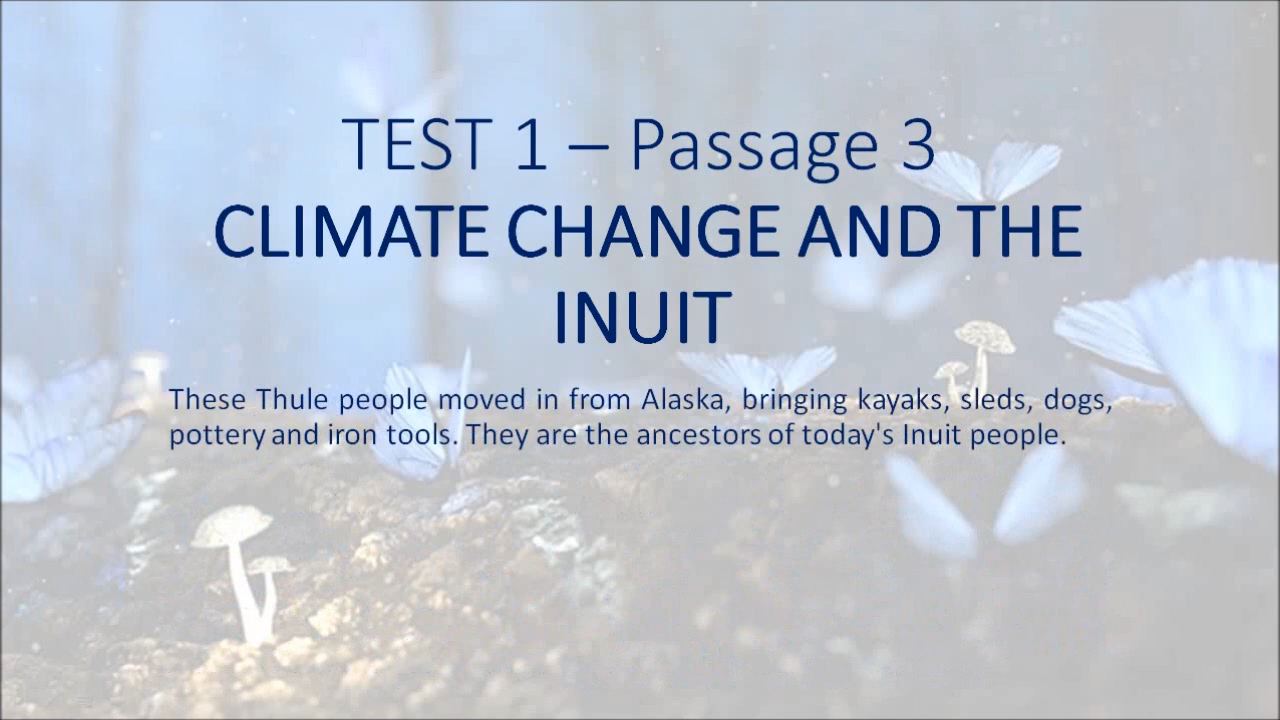 TEST 1 – Passage 3
CLIMATE CHANGE AND THE
INUIT
These Thule people moved in from Alaska, bringing kayaks, sleds, dogs,
pottery and iron tools. They are the ancestors of today's Inuit people.